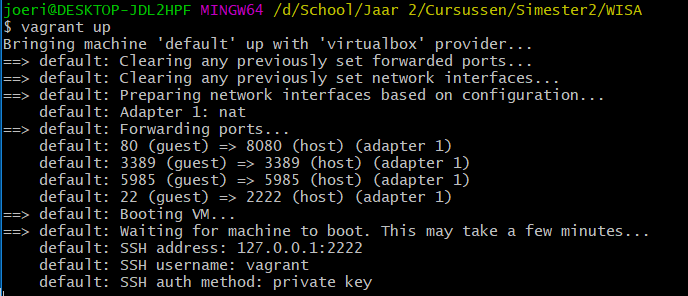 joeri@DESKTOP-JDL2HPF MINGW64 /d/School/Jaar 2/Cursussen/Simester2/WISA
$ vagrant up
Bringing machine 'default' up with 'virtualbox' provider...
==> default: Clearing any previously set forwarded ports...
==> default: Clearing any previously set network interfaces...
==> default: Preparing network interfaces based on configuration...
    default: Adapter 1: nat
==> default: Forwarding ports...
    default: 80 (guest) => 8080 (host) (adapter 1)
    default: 3389 (guest) => 3389 (host) (adapter 1)
    default: 5985 (guest) => 5985 (host) (adapter 1)
    default: 22 (guest) => 2222 (host) (adapter 1)
==> default: Booting VM...
==> default: Waiting for machine to boot. This may take a few minutes...
    default: SSH address: 127.0.0.1:2222
    default: SSH username: vagrant
    default: SSH auth method: private key